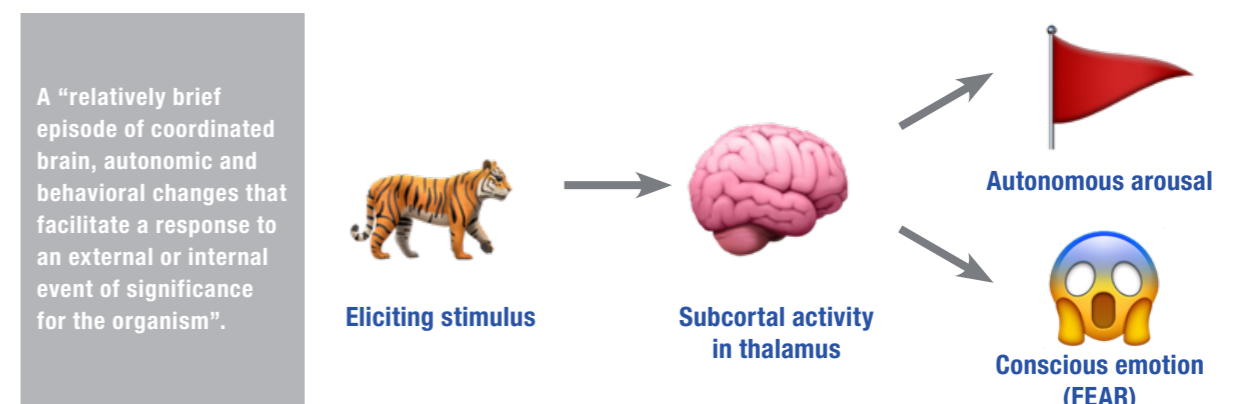 A “relatively brief
episode of coordinated
brain, autonomic and
behavioral changes that
facilitate a response to
an external or internal
event of significance
for the organism”.
Eliciting stimulus
Subcortal activity
in thalamus
Autonomous arousal
Conscious emotion
(FEAR)